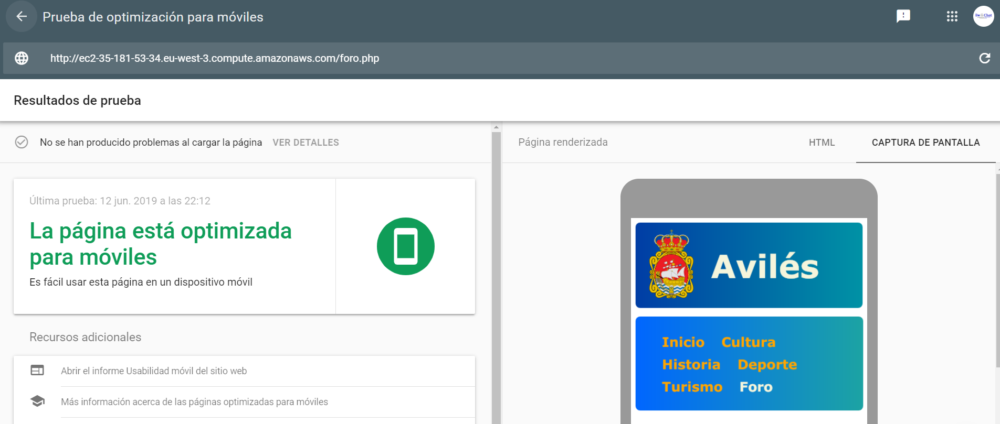 Prueba de optimización para móviles
De Chat
http://ec2-35-181-53-34.eu-west-3.compute.amazonaws.com/foro.php
Resultados de prueba
No se han producido problemas al cargar la página VER DETALLES
Página renderizada HTML CAPTURA DE PANTALLA
Última prueba: 12 jun. 2019 a las 22:12
La página está optimizada
para móviles
Es fácil usar esta página en un dispositivo móvil
Recursos adicionales
Abrir el informe Usabilidad móvil del sitio web
Más información acerca de las páginas optimizadas para móviles
Avilés
Inicio Cultura
Historia Deporte
Turismo Foro